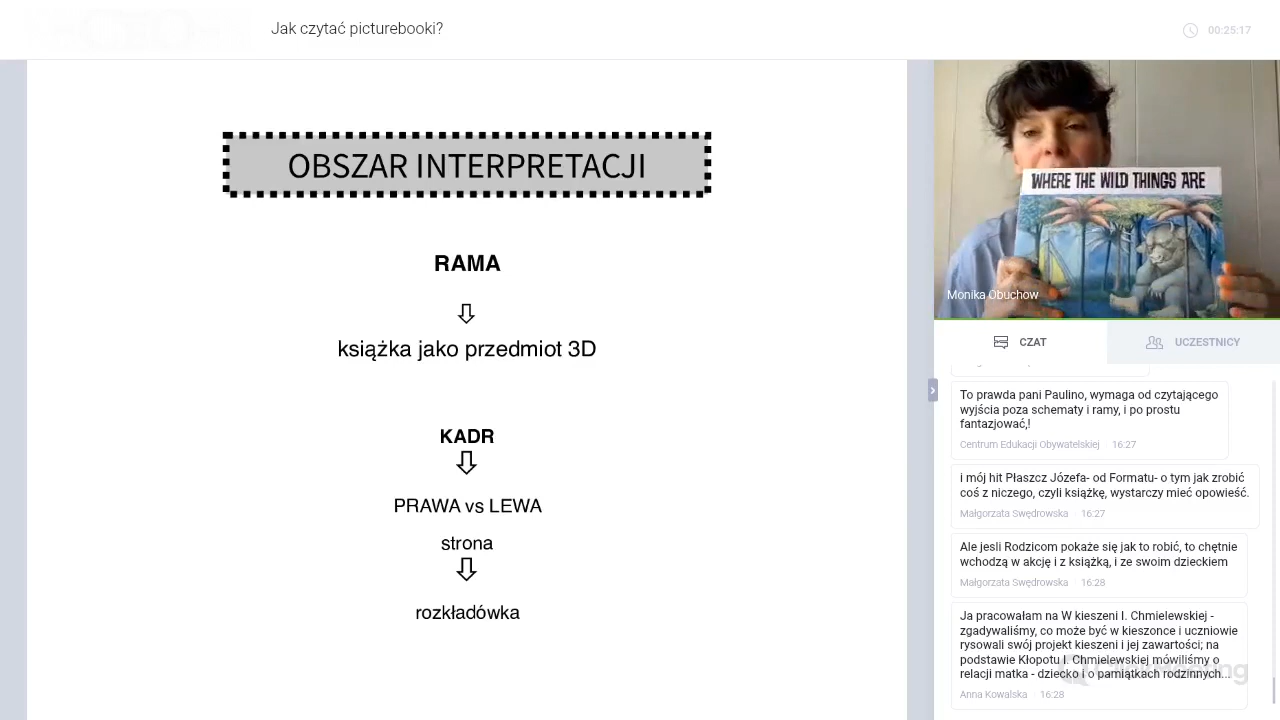 Jak czytać picturebooki?
00:25:17
OBSZAR INTERPRETACJI
RAMA
książka jako przedmiot 3D
KADR
PRAWA vs LEWA
strona
rozkładówka
WHERE THE WILD THINGS ARE
Monika Obuchow
CZAT
UCZESTNICY
To prawda pani Paulino, wymaga od czytającego
wyjścia poza schematy i ramy, i po prostu
fantazjować,!
Centrum Edukacji Obywatelskiej · 16:27
i mój hit Płaszcz Józefa- od Formatu- o tym jak zrobić
coś z niczego, czyli książkę, wystarczy mieć opowieść.
Małgorzata Swędrowska · 16:27
Ale jesli Rodzicom pokaże się jak to robić, to chętnie
wchodzą w akcję i z książką, i ze swoim dzieckiem
Małgorzata Swędrowska · 16:28
Ja pracowałam na W kieszeni I. Chmielewskiej -
zgadywaliśmy, co może być w kieszonce i uczniowie
rysowali swój projekt kieszeni i jej zawartości; na
podstawie Kłopotu I. Chmielewskiej mówiliśmy o
relacji matka - dziecko i o pamiątkach rodzinnych...
Anna Kowalska · 16:28